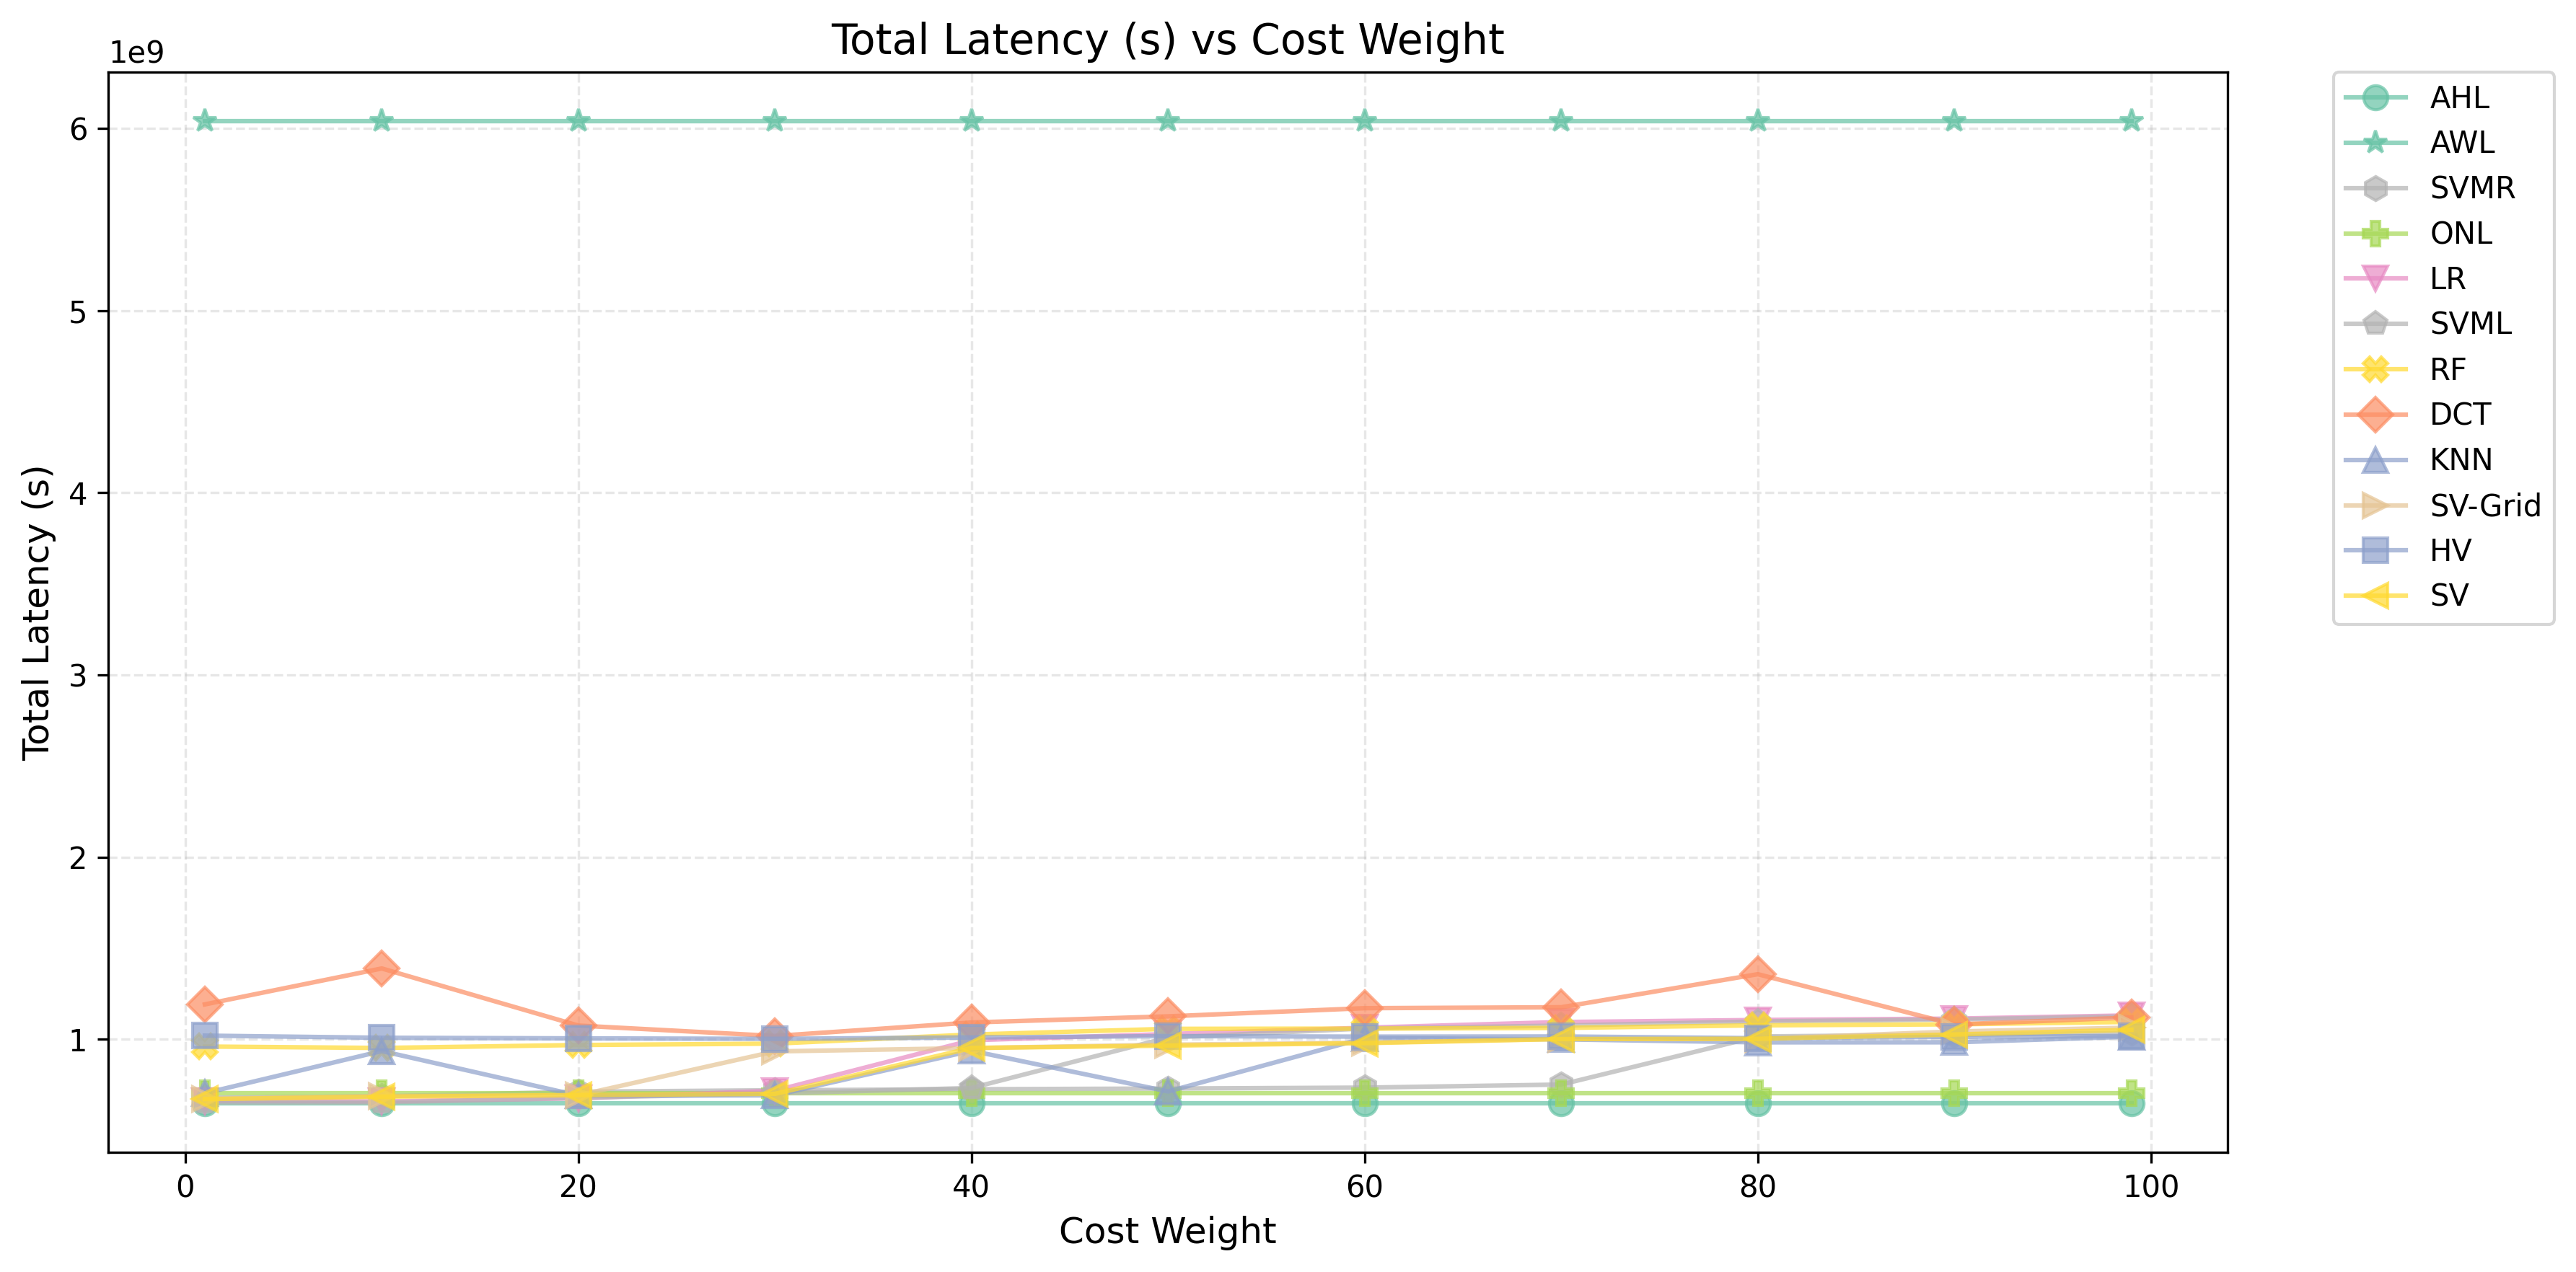 Total Latency (s) vs Cost Weight
1e9
6
5
4
3
2
1
Total Latency (s)
0 20 40 60 80 100
Cost Weight
AHL
AWL
SVMR
ONL
LR
SVML
RF
DCT
KNN
SV-Grid
HV
SV